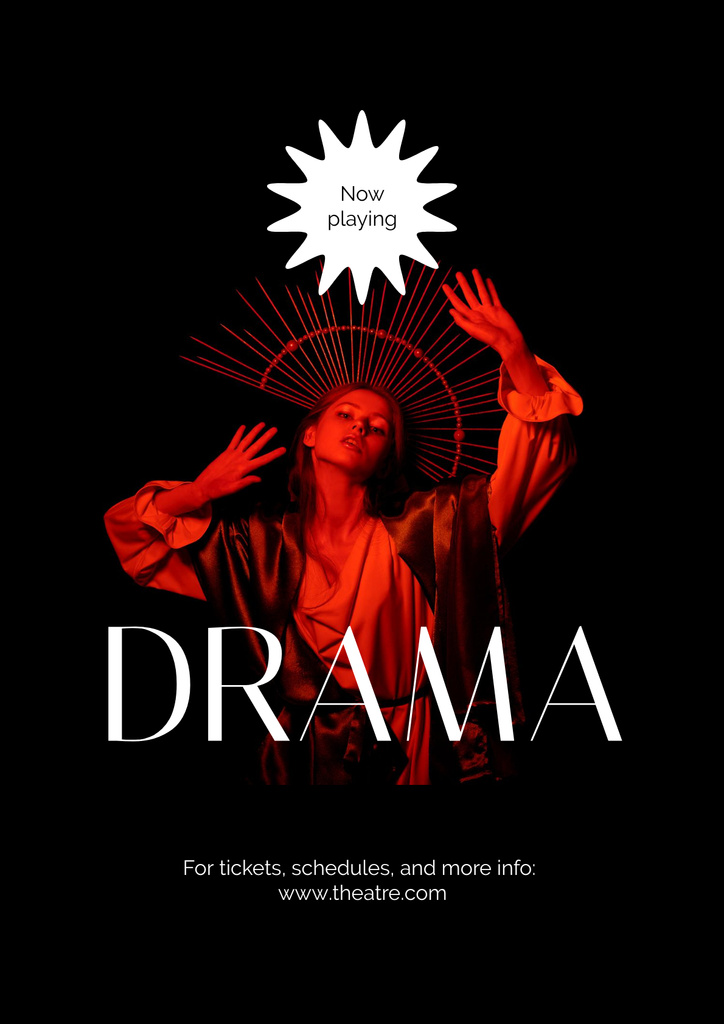 Now
playing
DRAMA
For tickets, schedules, and more info:
www.theatre.com